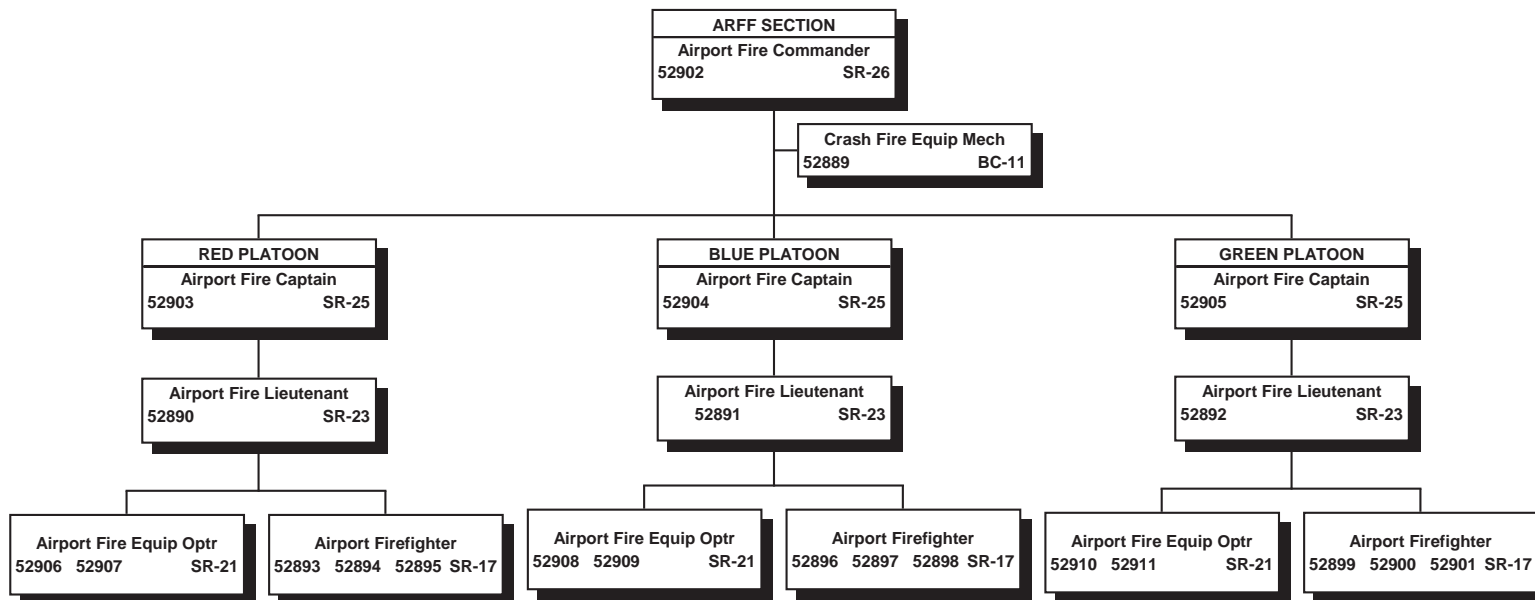 ARFF SECTION
Airport Fire Commander
52902 SR-26
Crash Fire Equip Mech
52889 BC-11
RED PLATOON
Airport Fire Captain
52903 SR-25
BLUE PLATOON
Airport Fire Captain
52904 SR-25
GREEN PLATOON
Airport Fire Captain
52905 SR-25
Airport Fire Lieutenant
52890 SR-23
Airport Fire Lieutenant
52891 SR-23
Airport Fire Lieutenant
52892 SR-23
Airport Fire Equip Optr
52906 52907 SR-21
Airport Firefighter
52893 52894 52895 SR-17
Airport Fire Equip Optr
52908 52909 SR-21
Airport Firefighter
52896 52897 52898 SR-17
Airport Fire Equip Optr
52910 52911 SR-21
Airport Firefighter
52899 52900 52901 SR-17